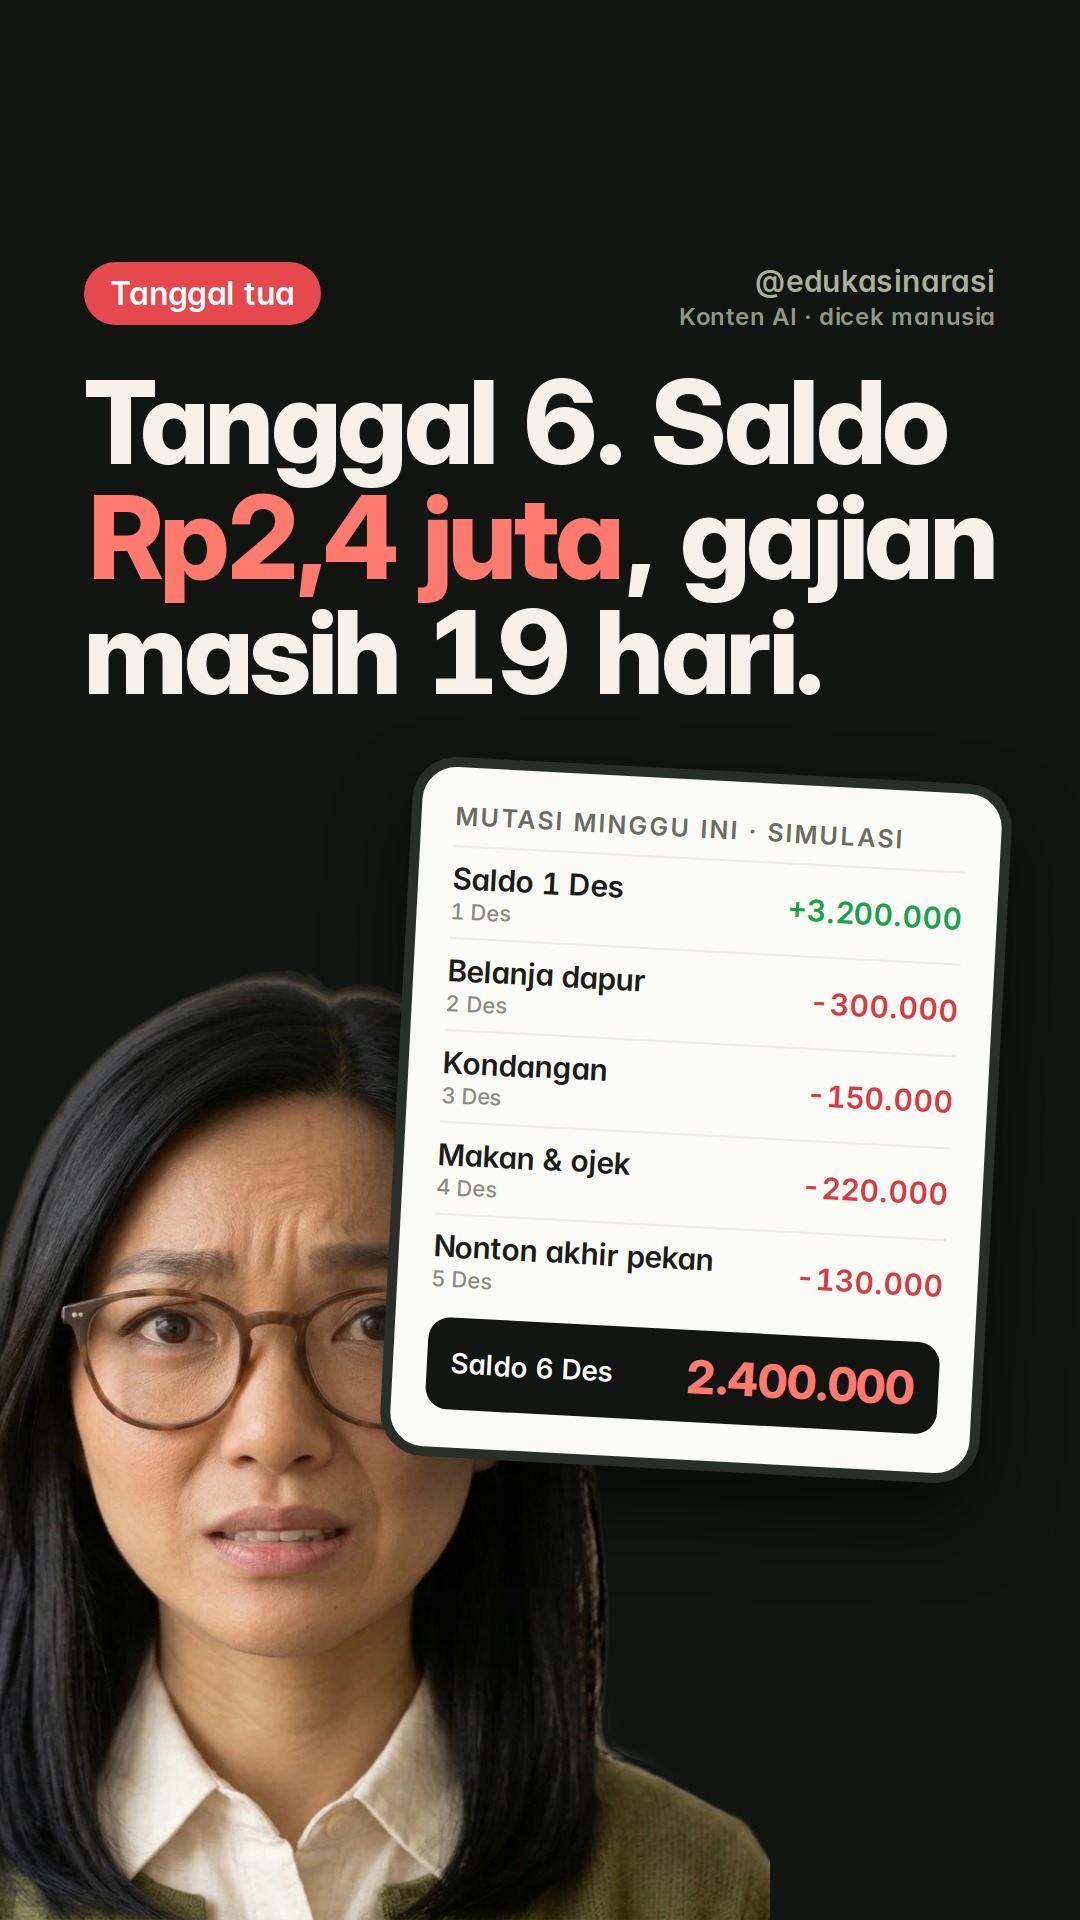 Tanggal tua
@edukasinarasi
Konten AI · dicek manusia
Tanggal 6. Saldo
Rp2,4 juta, gajian
masih 19 hari.
MUTASI MINGGU INI · SIMULASI
Saldo 1 Des
1 Des
+3.200.000
Belanja dapur
2 Des
-300.000
Kondangan
3 Des
-150.000
Makan & ojek
4 Des
-220.000
Nonton akhir pekan
5 Des
-130.000
Saldo 6 Des
2.400.000